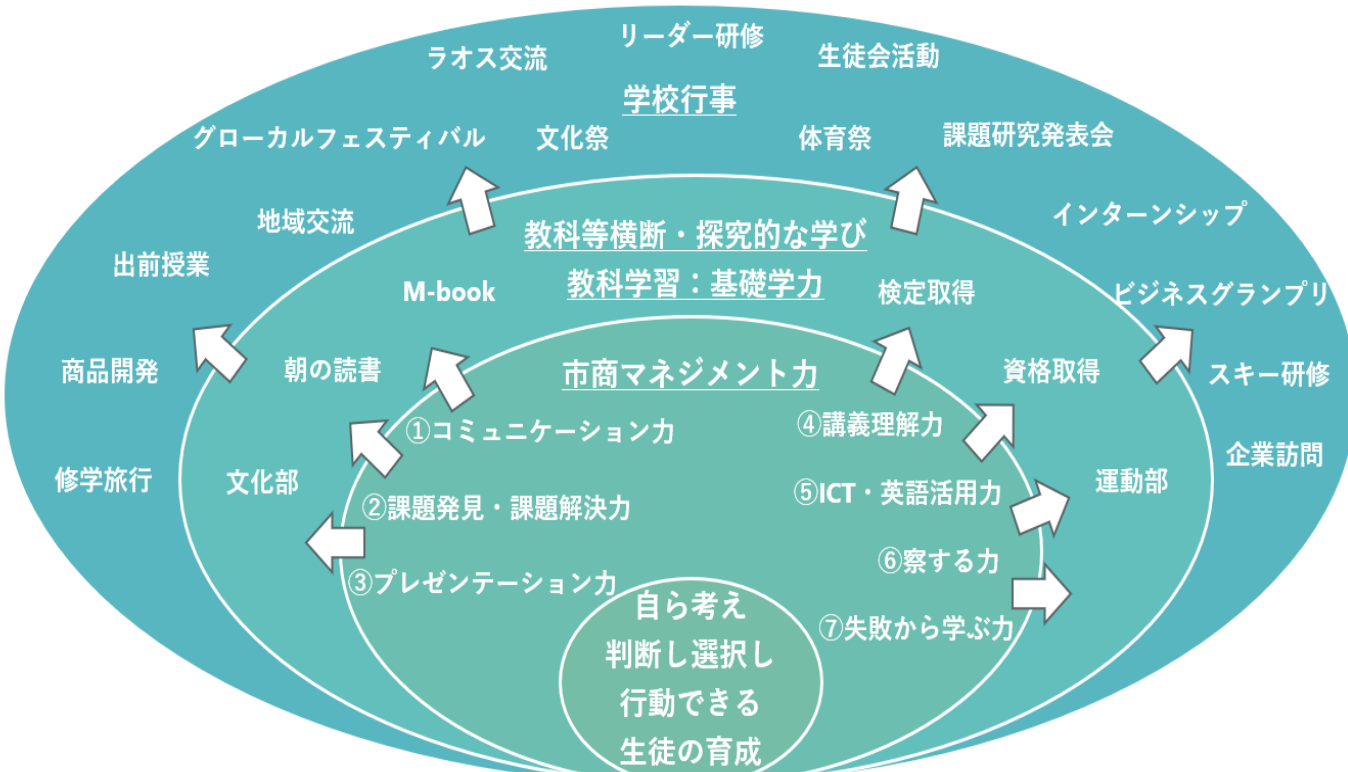 リーダー研修
ラオス交流
生徒会活動
学校行事
グローカルフェスティバル
文化祭
体育祭
課題研究発表会
地域交流
インターンシップ
出前授業
ビジネスグランプリ
商品開発
スキー研修
修学旅行
企業訪問
教科等横断・探究的な学び
教科学習：基礎学力
M-book
検定取得
朝の読書
資格取得
文化部
運動部
市商マネジメント力
①コミュニケーション力
②課題発見・課題解決力
③プレゼンテーション力
④講義理解力
⑤ICT・英語活用力
⑥察する力
⑦失敗から学ぶ力
自ら考え
判断し選択し
行動できる
生徒の育成